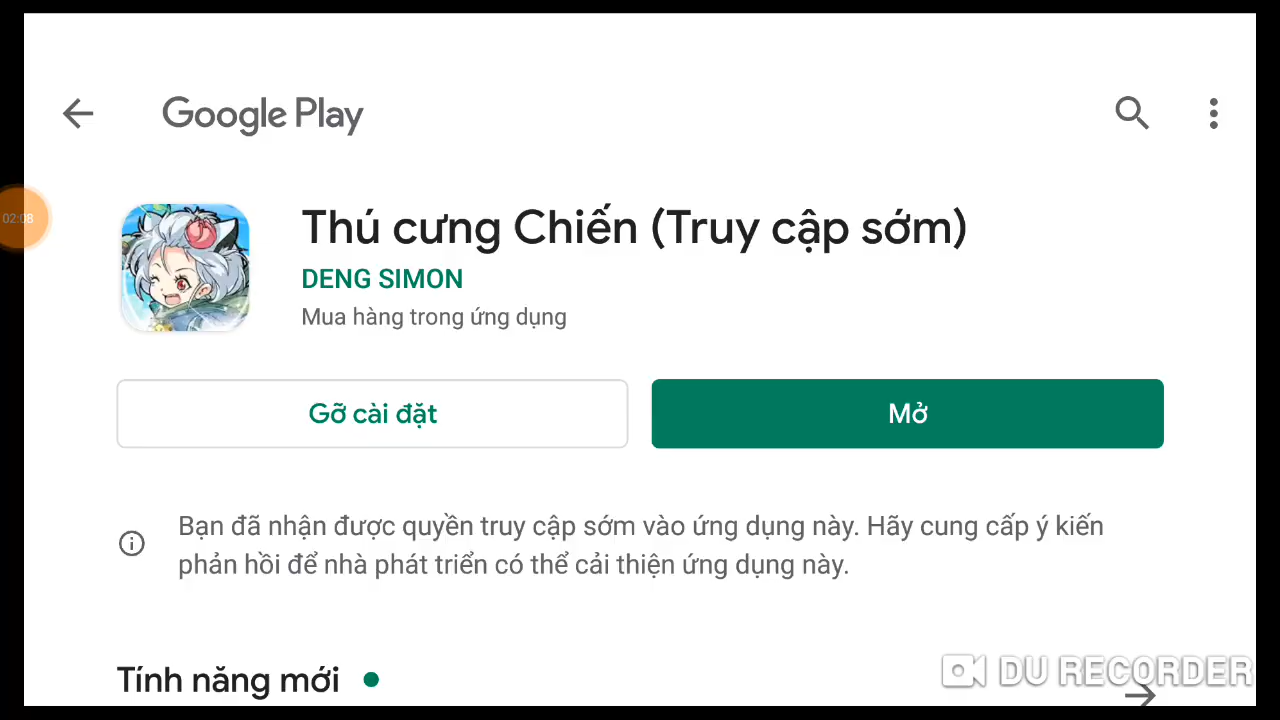 Google Play
02:08
Thú cưng Chiến (Truy cập sớm)
DENG SIMON
Mua hàng trong ứng dụng
Gỡ cài đặt
Mở
Bạn đã nhận được quyền truy cập sớm vào ứng dụng này. Hãy cung cấp ý kiến
phản hồi để nhà phát triển có thể cải thiện ứng dụng này.
Tính năng mới
DU RECORDER